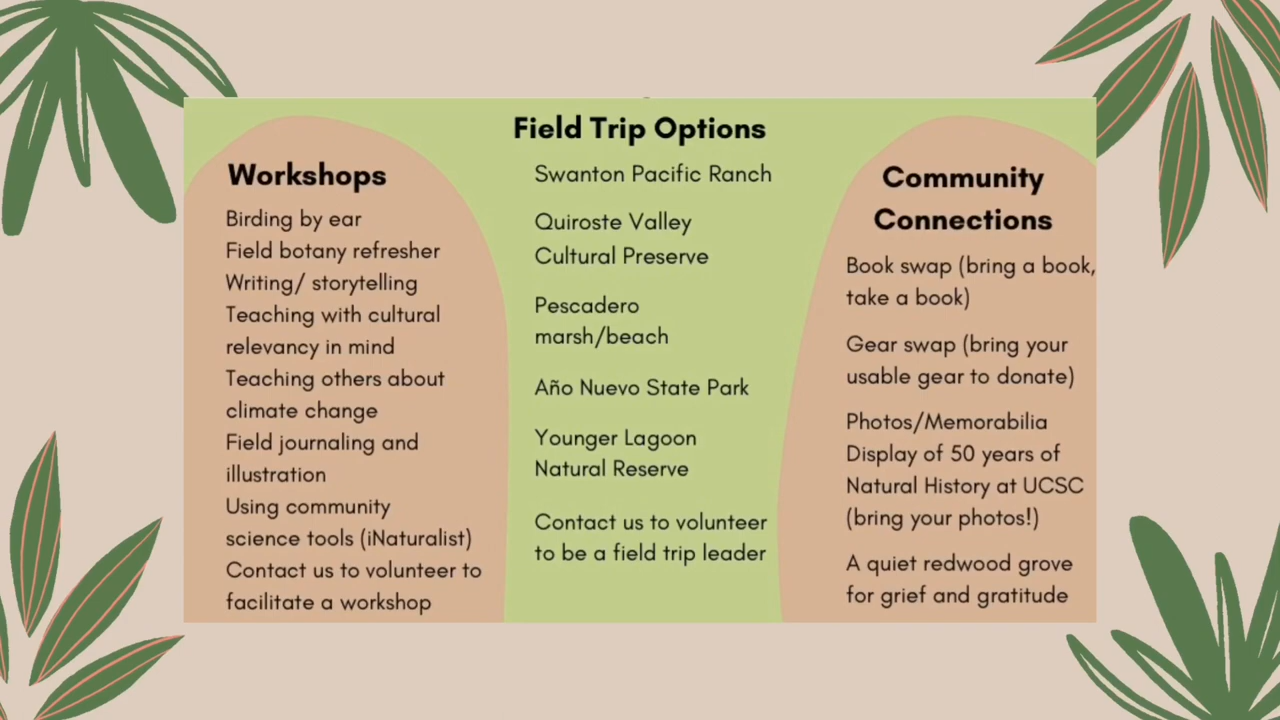 Workshops
Birding by ear
Field botany refresher
Writing/ storytelling
Teaching with cultural
relevancy in mind
Teaching others about
climate change
Field journaling and
illustration
Using community
science tools (iNaturalist)
Contact us to volunteer to
facilitate a workshop
Field Trip Options
Swanton Pacific Ranch
Quiroste Valley
Cultural Preserve
Pescadero
marsh/beach
Año Nuevo State Park
Younger Lagoon
Natural Reserve
Contact us to volunteer
to be a field trip leader
Community
Connections
Book swap (bring a book,
take a book)
Gear swap (bring your
usable gear to donate)
Photos/Memorabilia
Display of 50 years of
Natural History at UCSC
(bring your photos!)
A quiet redwood grove
for grief and gratitude